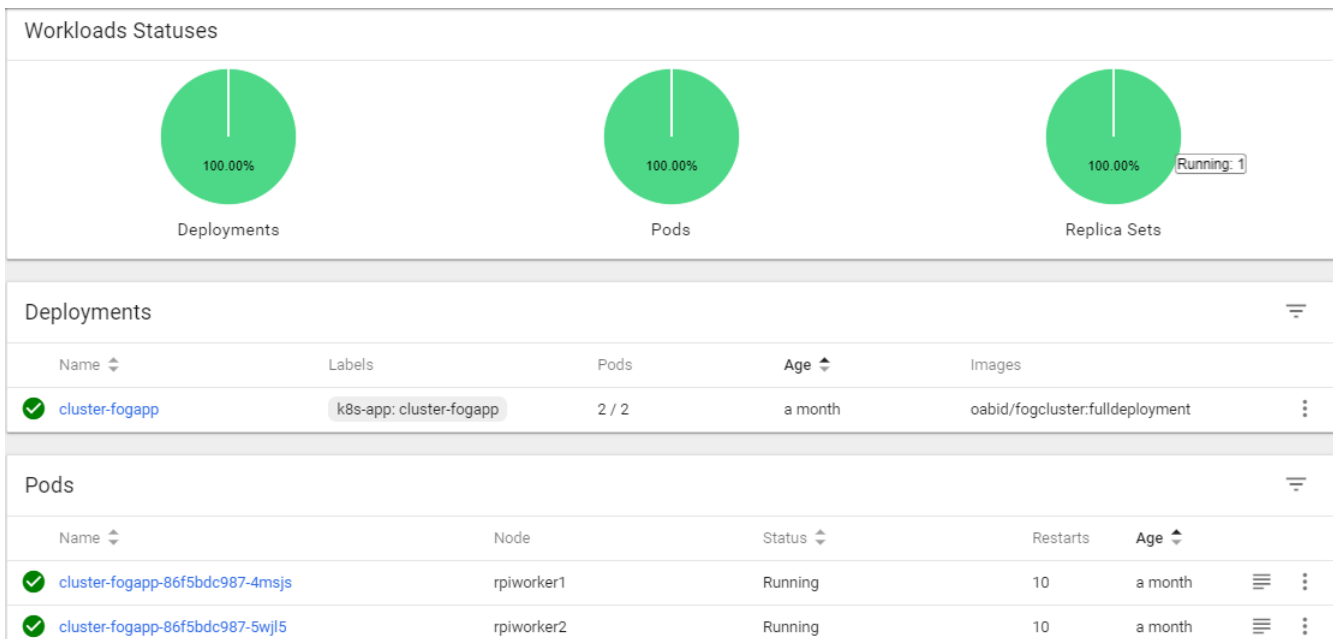 Workloads Statuses
100.00% 100.00% 100.00% Running: 1
Deployments Pods Replica Sets
Deployments
Name Labels Pods Age Images
cluster-fogapp k8s-app: cluster-fogapp 2 / 2 a month oabid/fogcluster:fulldeployment
Pods
Name Node Status Restarts Age
cluster-fogapp-86f5bdc987-4msjs rpiworker1 Running 10 a month
cluster-fogapp-86f5bdc987-5wjl5 rpiworker2 Running 10 a month